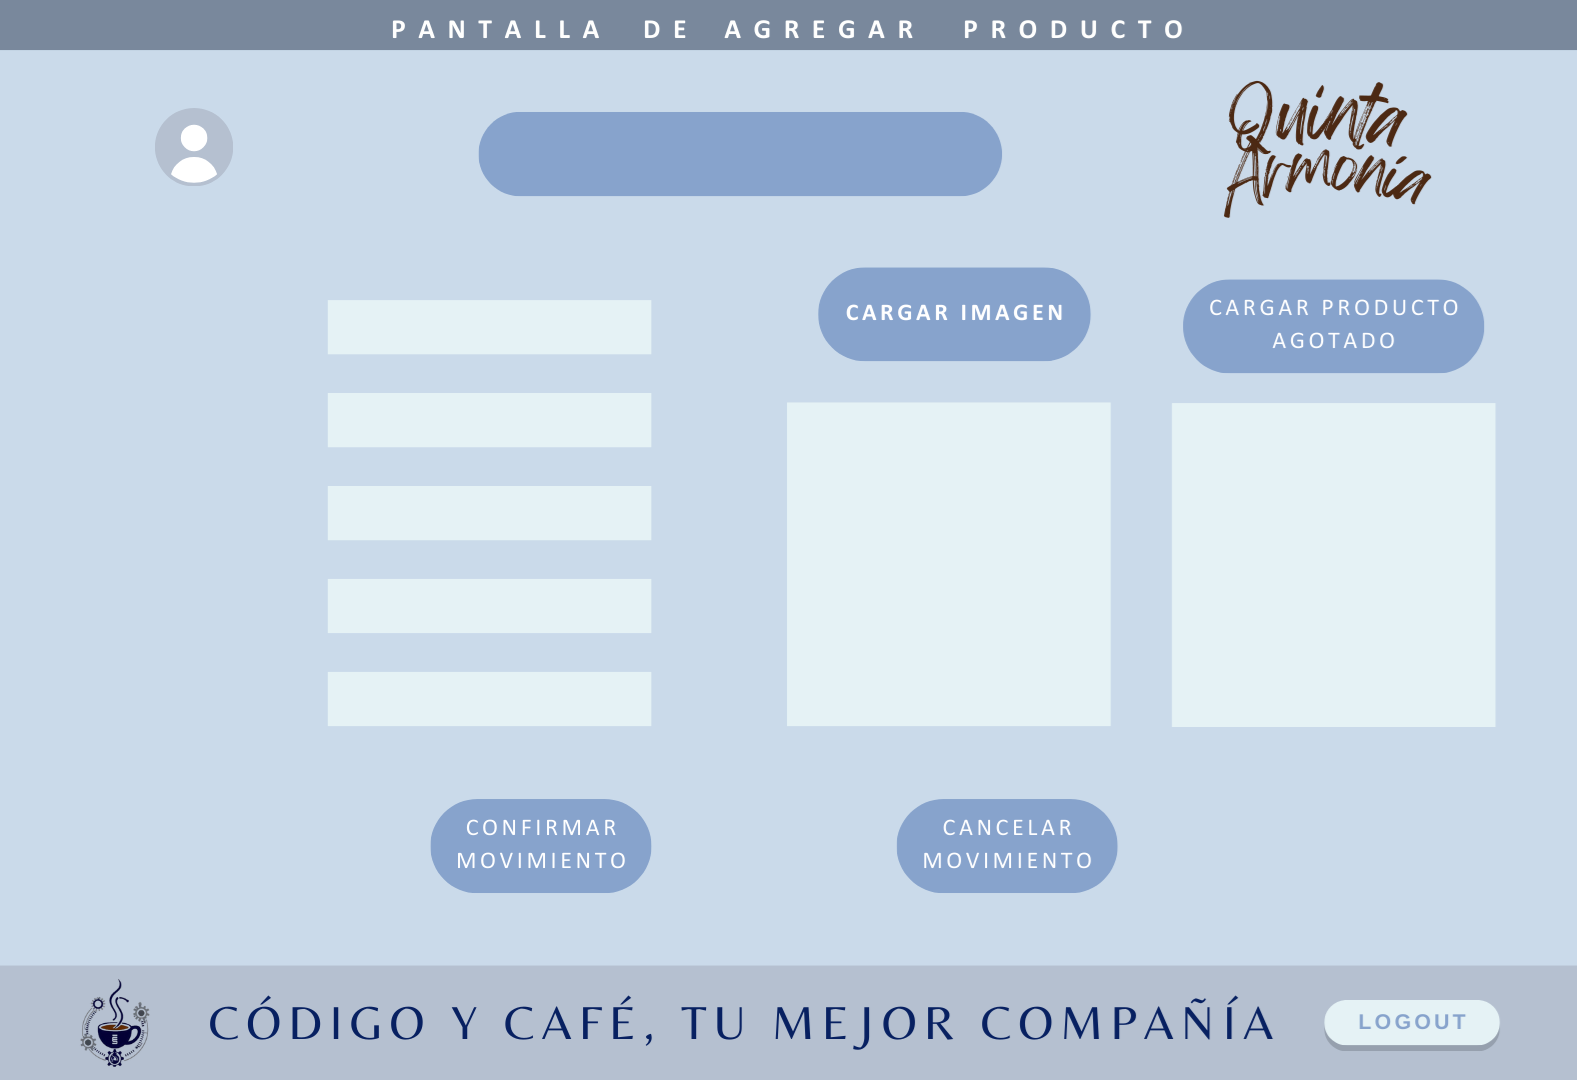 PANTALLA DE AGREGAR PRODUCTO
Quinta
Armonía
CARGAR IMAGEN
CARGAR PRODUCTO
AGOTADO
CONFIRMAR
MOVIMIENTO
CANCELAR
MOVIMIENTO
CÓDIGO Y CAFÉ, TU MEJOR COMPAÑÍA
LOGOUT